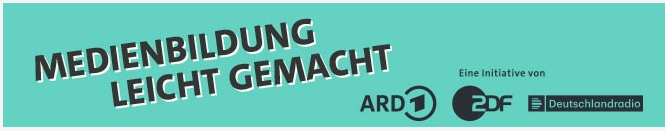 MEDIENBILDUNG
LEICHT GEMACHT
Eine Initiative von
ARD 1 ZDF Deutschlandradio